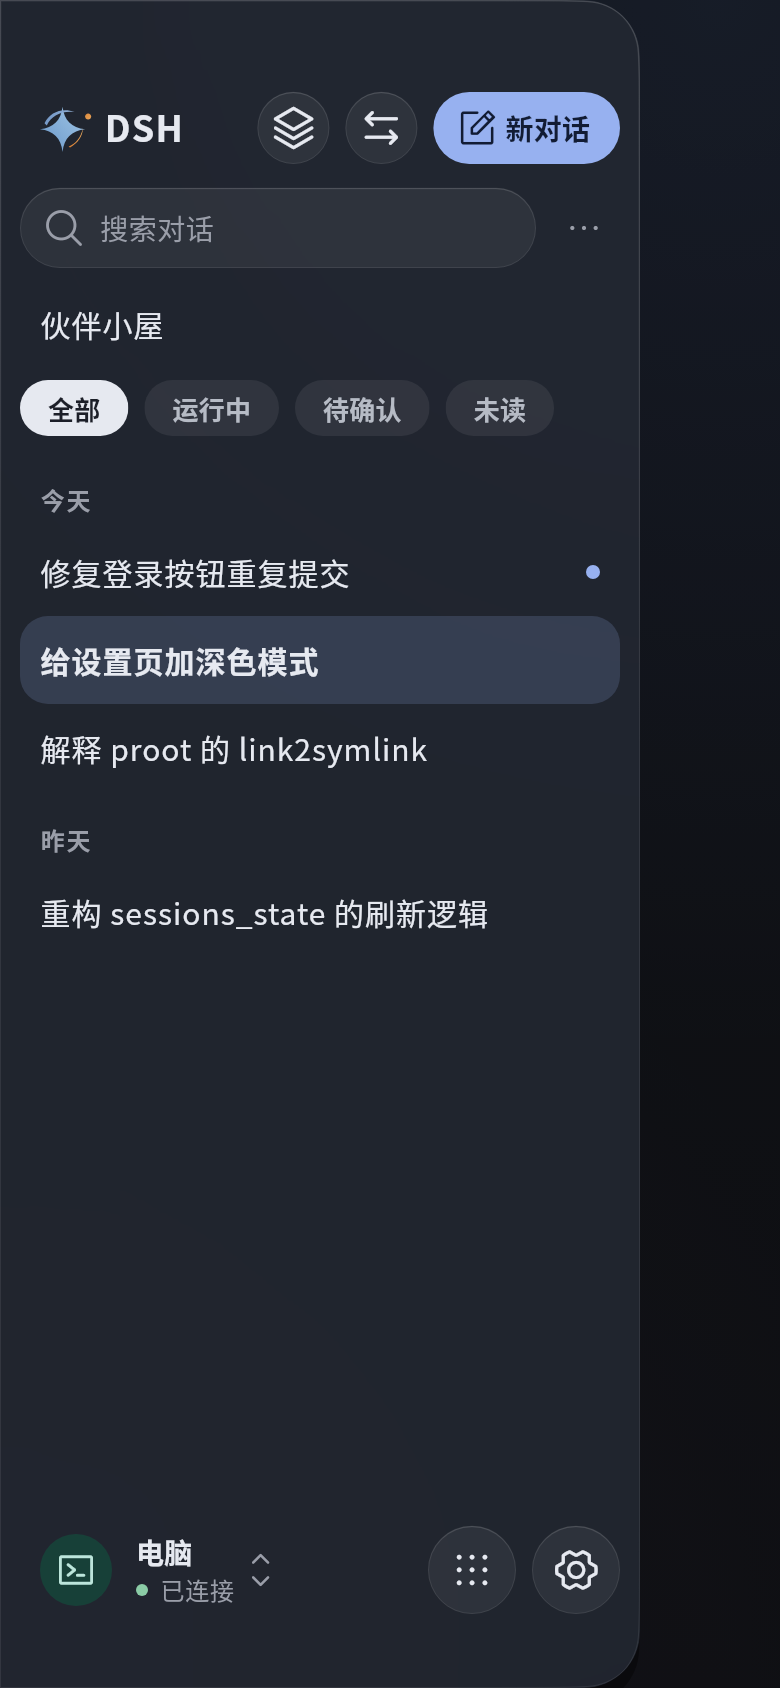 DSH
新对话
搜索对话
伙伴小屋
全部 运行中 待确认 未读
今天
修复登录按钮重复提交
给设置页加深色模式
解释 proot 的 link2symlink
昨天
重构 sessions_state 的刷新逻辑
电脑
已连接